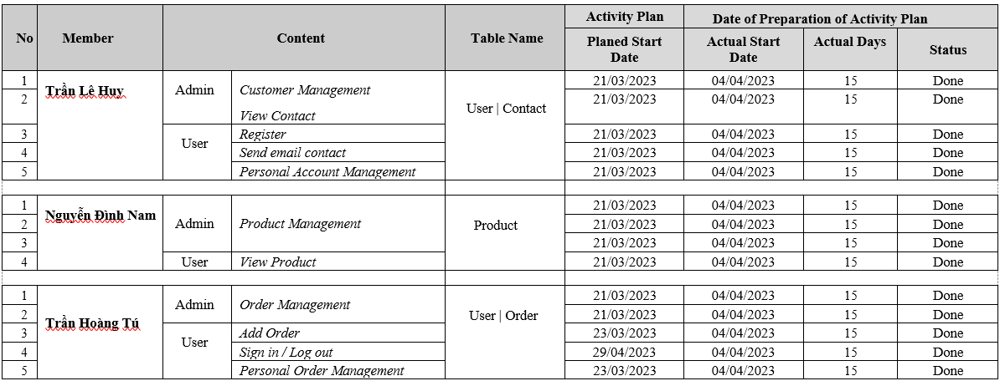 No Member Content Table Name Activity Plan Date of Preparation of Activity Plan
Planed Start Date Actual Start Date Actual Days Status
1 Trần Lê Huy Admin Customer Management User | Contact 21/03/2023 04/04/2023 15 Done
2 View Contact 21/03/2023 04/04/2023 15 Done
3 User Register 21/03/2023 04/04/2023 15 Done
4 Send email contact 21/03/2023 04/04/2023 15 Done
5 Personal Account Management 21/03/2023 04/04/2023 15 Done
1 Nguyễn Đình Nam Admin Product Management Product 21/03/2023 04/04/2023 15 Done
2 21/03/2023 04/04/2023 15 Done
3 21/03/2023 04/04/2023 15 Done
4 User View Product 21/03/2023 04/04/2023 15 Done
1 Trần Hoàng Tú Admin Order Management User | Order 21/03/2023 04/04/2023 15 Done
2 21/03/2023 04/04/2023 15 Done
3 User Add Order 23/03/2023 04/04/2023 15 Done
4 Sign in / Log out 29/04/2023 04/04/2023 15 Done
5 Personal Order Management 23/03/2023 04/04/2023 15 Done